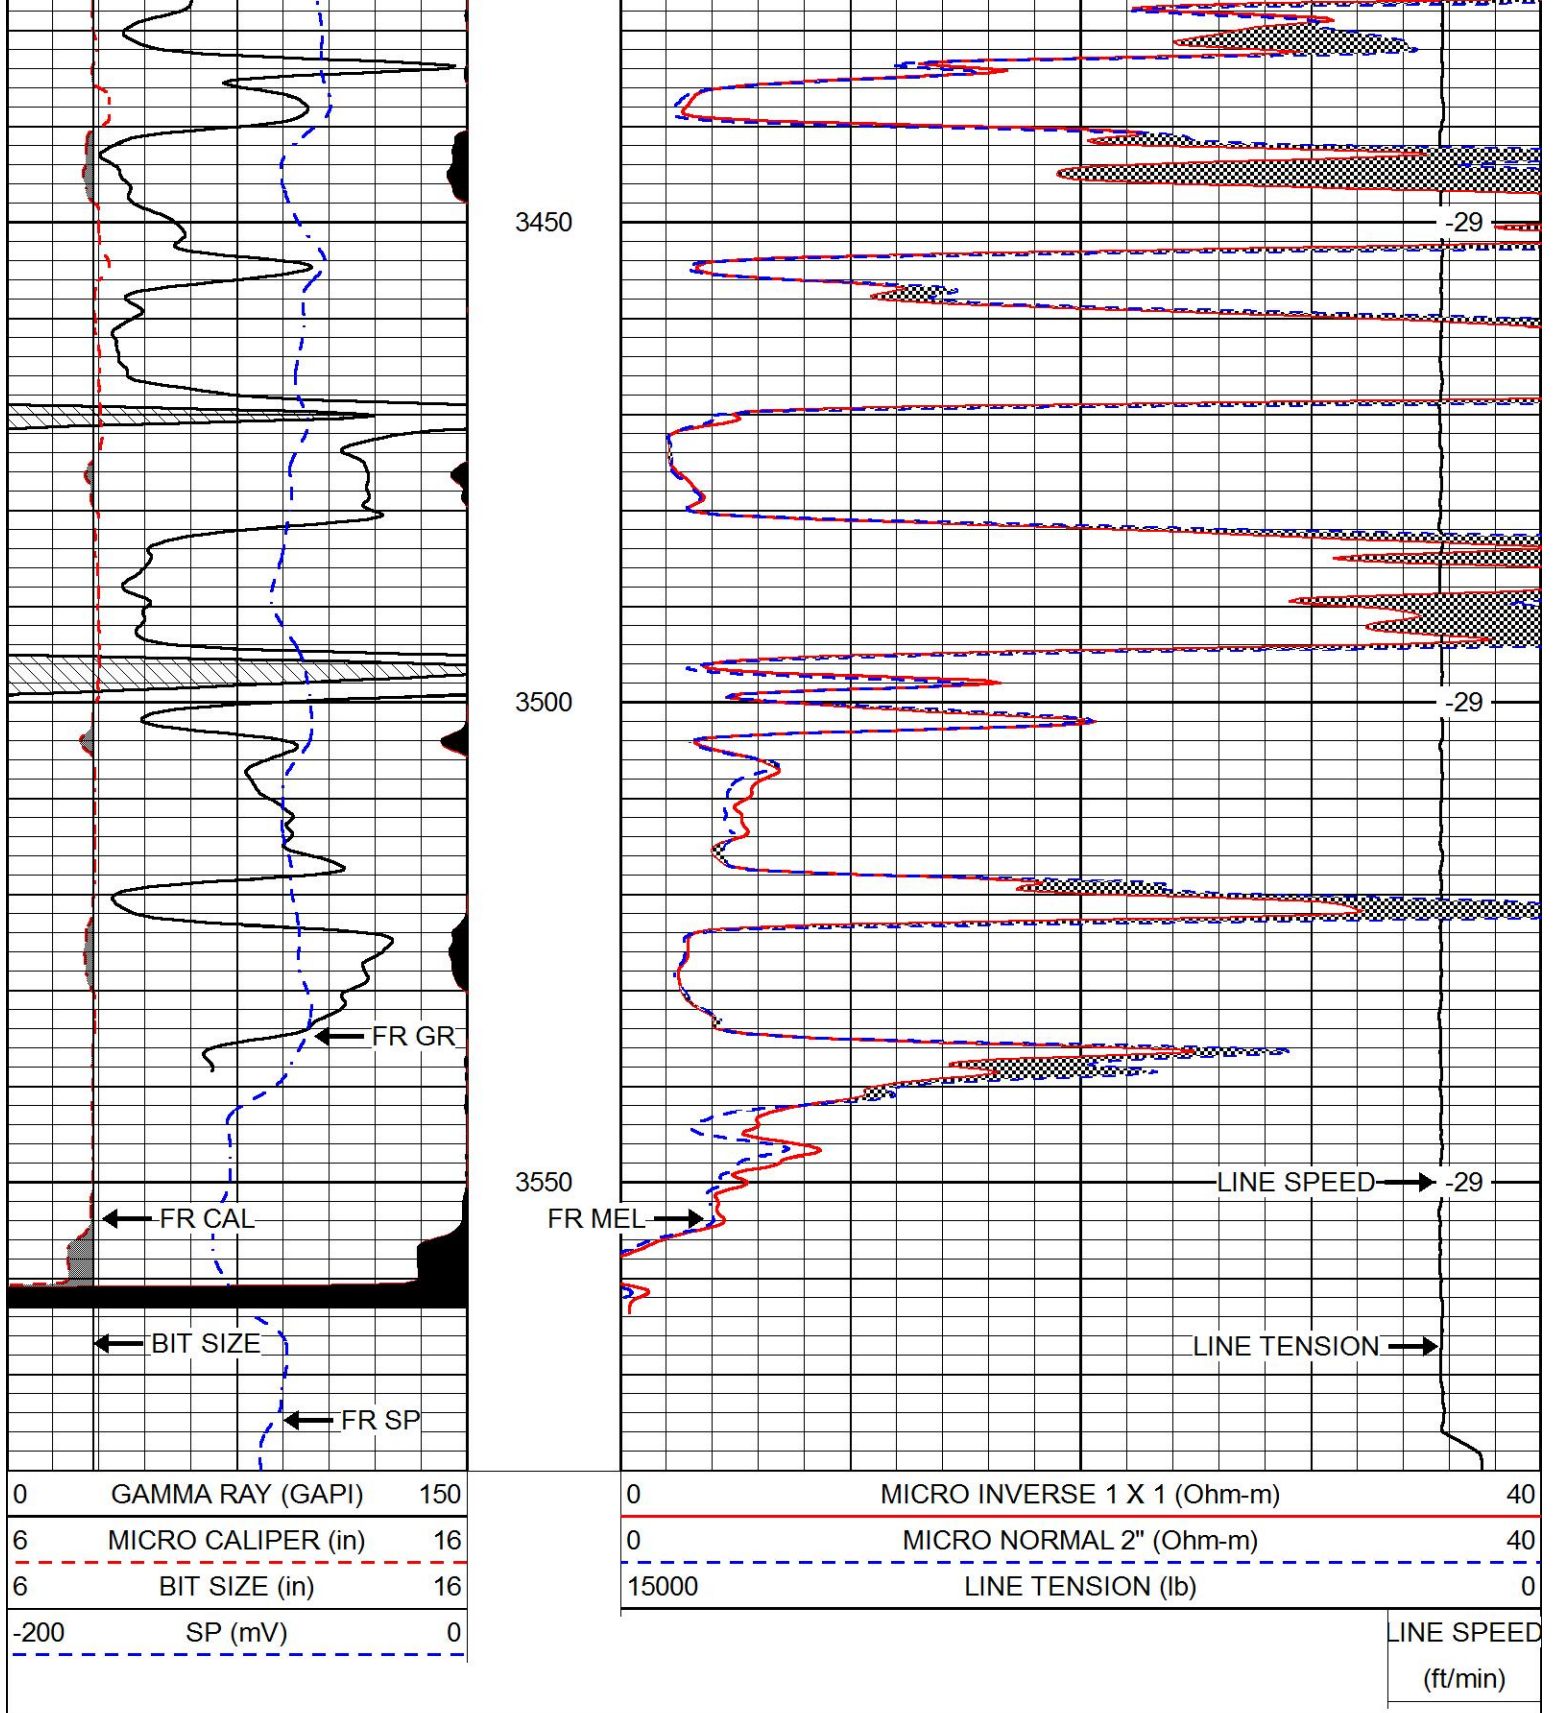 3450
-29
3500
-29
FR GR
3550
LINE SPEED
-29
FR CAL
FR MEL
BIT SIZE
LINE TENSION
FR SP
0 GAMMA RAY (GAPI) 150
0 MICRO INVERSE 1 X 1 (Ohm-m) 40
6 MICRO CALIPER (in) 16
0 MICRO NORMAL 2" (Ohm-m) 40
6 BIT SIZE (in) 16
15000 LINE TENSION (lb) 0
-200 SP (mV) 0
LINE SPEED
(ft/min)